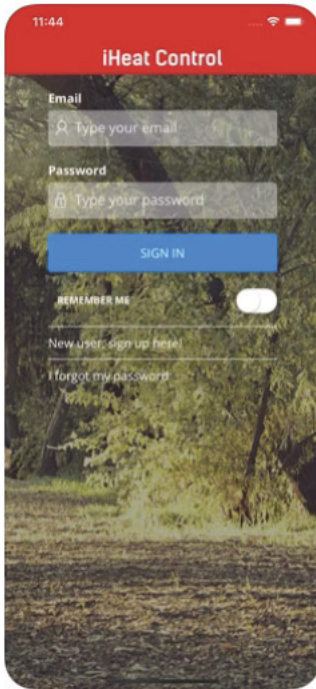 11:44
iHeat Control
Email
Type your email
Password
Type your password
SIGN IN
REMEMBER ME
New user, sign up here!
I forgot my password